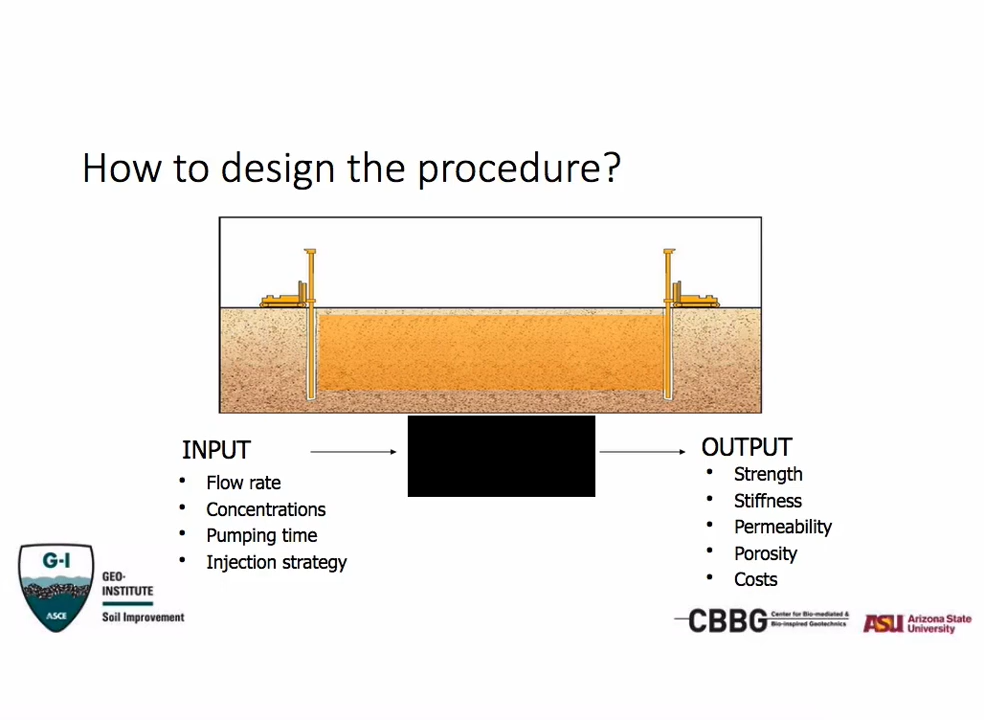 How to design the procedure?
INPUT
• Flow rate
• Concentrations
• Pumping time
• Injection strategy
OUTPUT
• Strength
• Stiffness
• Permeability
• Porosity
• Costs
G-I
ASCE
GEO-
INSTITUTE
Soil Improvement
CBBG
Center for Bio-mediated &
Bio-inspired Geotechnics
ASU
Arizona State
University